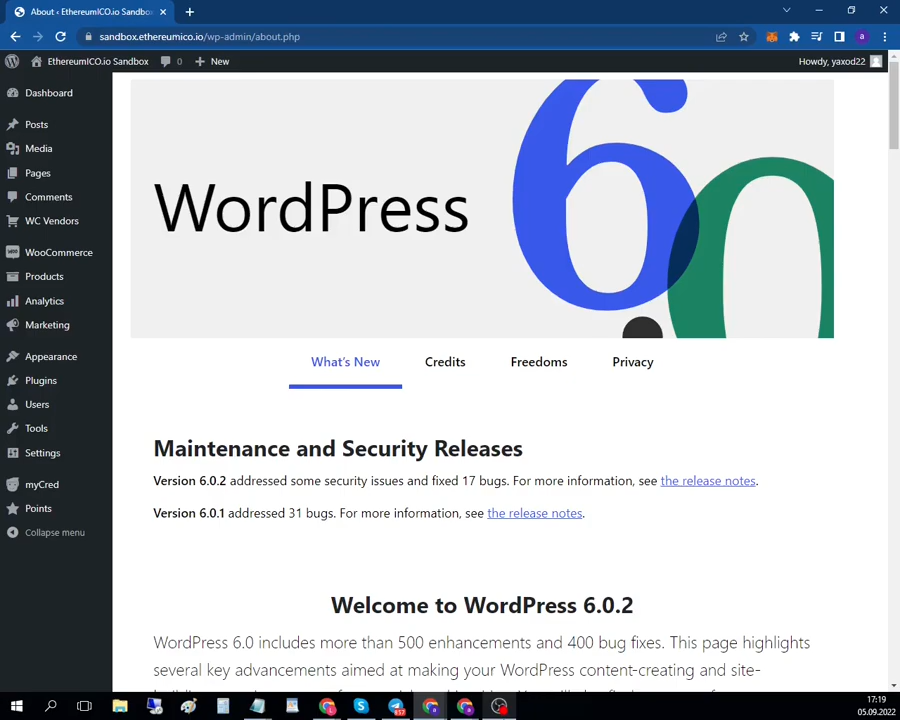 About ‹ EthereumICO.io Sandbox
sandbox.ethereumico.io/wp-admin/about.php
a
EthereumICO.io Sandbox
0
New
Howdy, yaxod22
Dashboard
Posts
Media
Pages
Comments
WC Vendors
WooCommerce
Products
Analytics
Marketing
Appearance
Plugins
Users
Tools
Settings
myCred
Points
Collapse menu
WordPress
6.0
What's New
Credits
Freedoms
Privacy
Maintenance and Security Releases
Version 6.0.2 addressed some security issues and fixed 17 bugs. For more information, see the release notes.
Version 6.0.1 addressed 31 bugs. For more information, see the release notes.
Welcome to WordPress 6.0.2
WordPress 6.0 includes more than 500 enhancements and 400 bug fixes. This page highlights
several key advancements aimed at making your WordPress content-creating and site-
17:19
05.09.2022